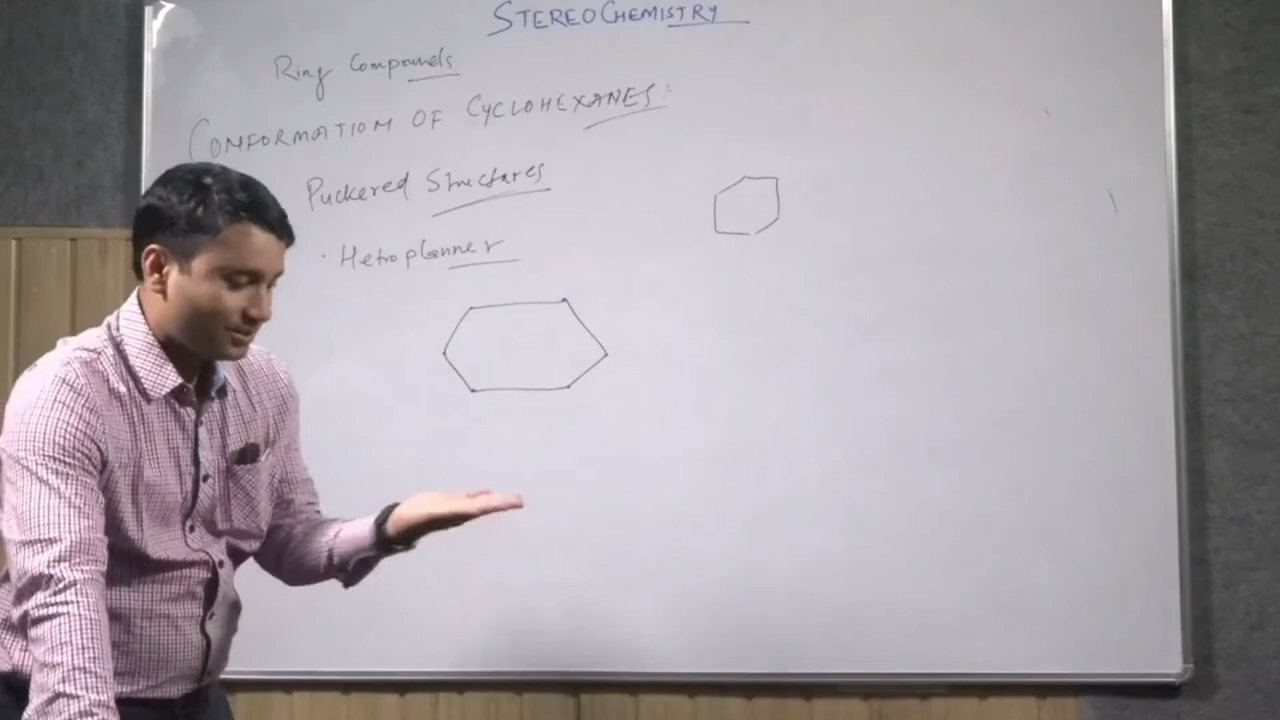 STEREOCHEMISTRY
Ring Compounds
CONFORMATION OF CYCLOHEXANES:
Puckered Structures
· Hetroplanner